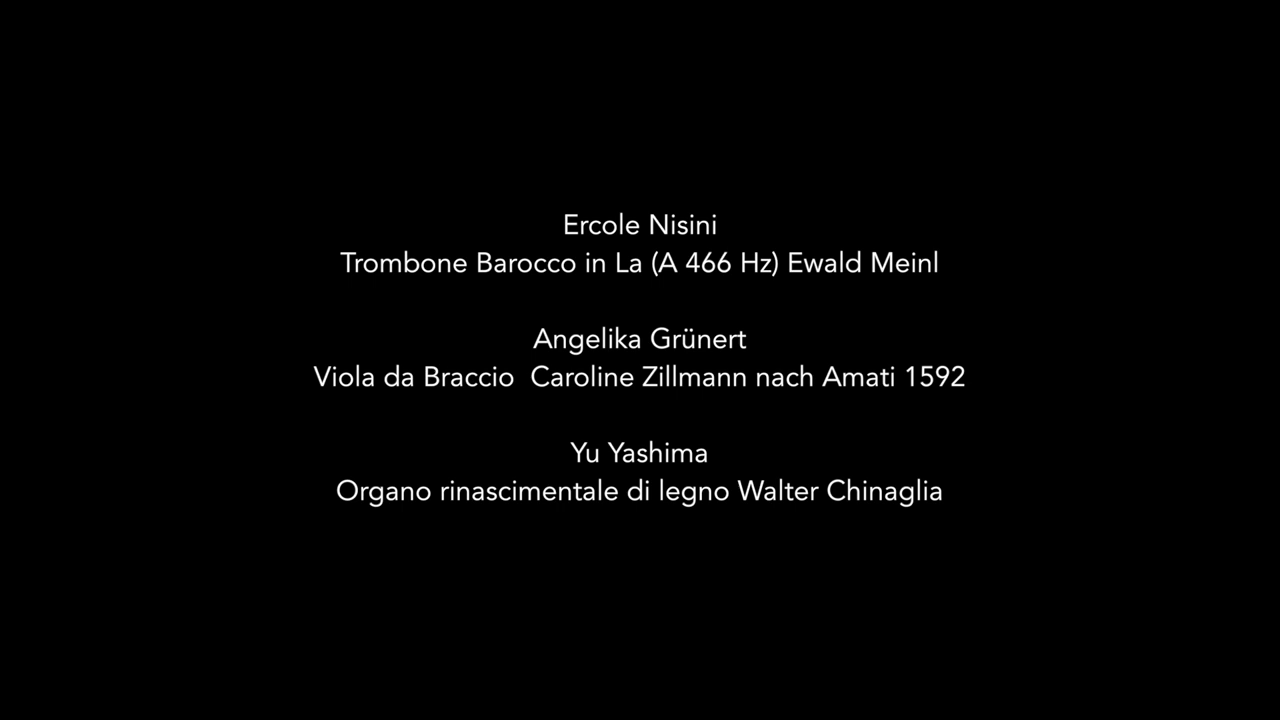 Ercole Nisini
Trombone Barocco in La (A 466 Hz) Ewald Meinl
Angelika Grünert
Viola da Braccio  Caroline Zillmann nach Amati 1592
Yu Yashima
Organo rinascimentale di legno Walter Chinaglia